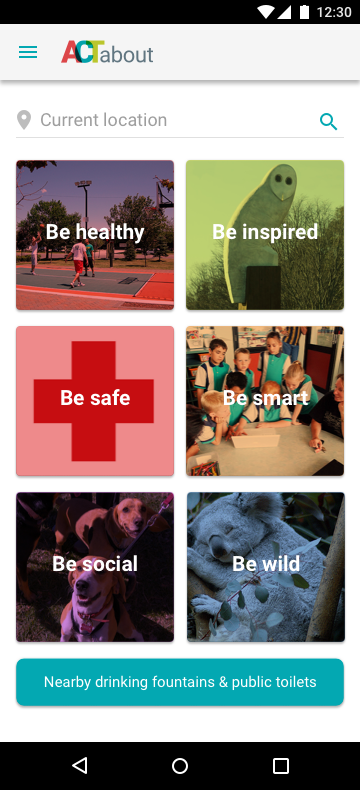 12:30
ACTabout
Current location
Be healthy
Be inspired
Be safe
Be smart
Be social
Be wild
Nearby drinking fountains & public toilets